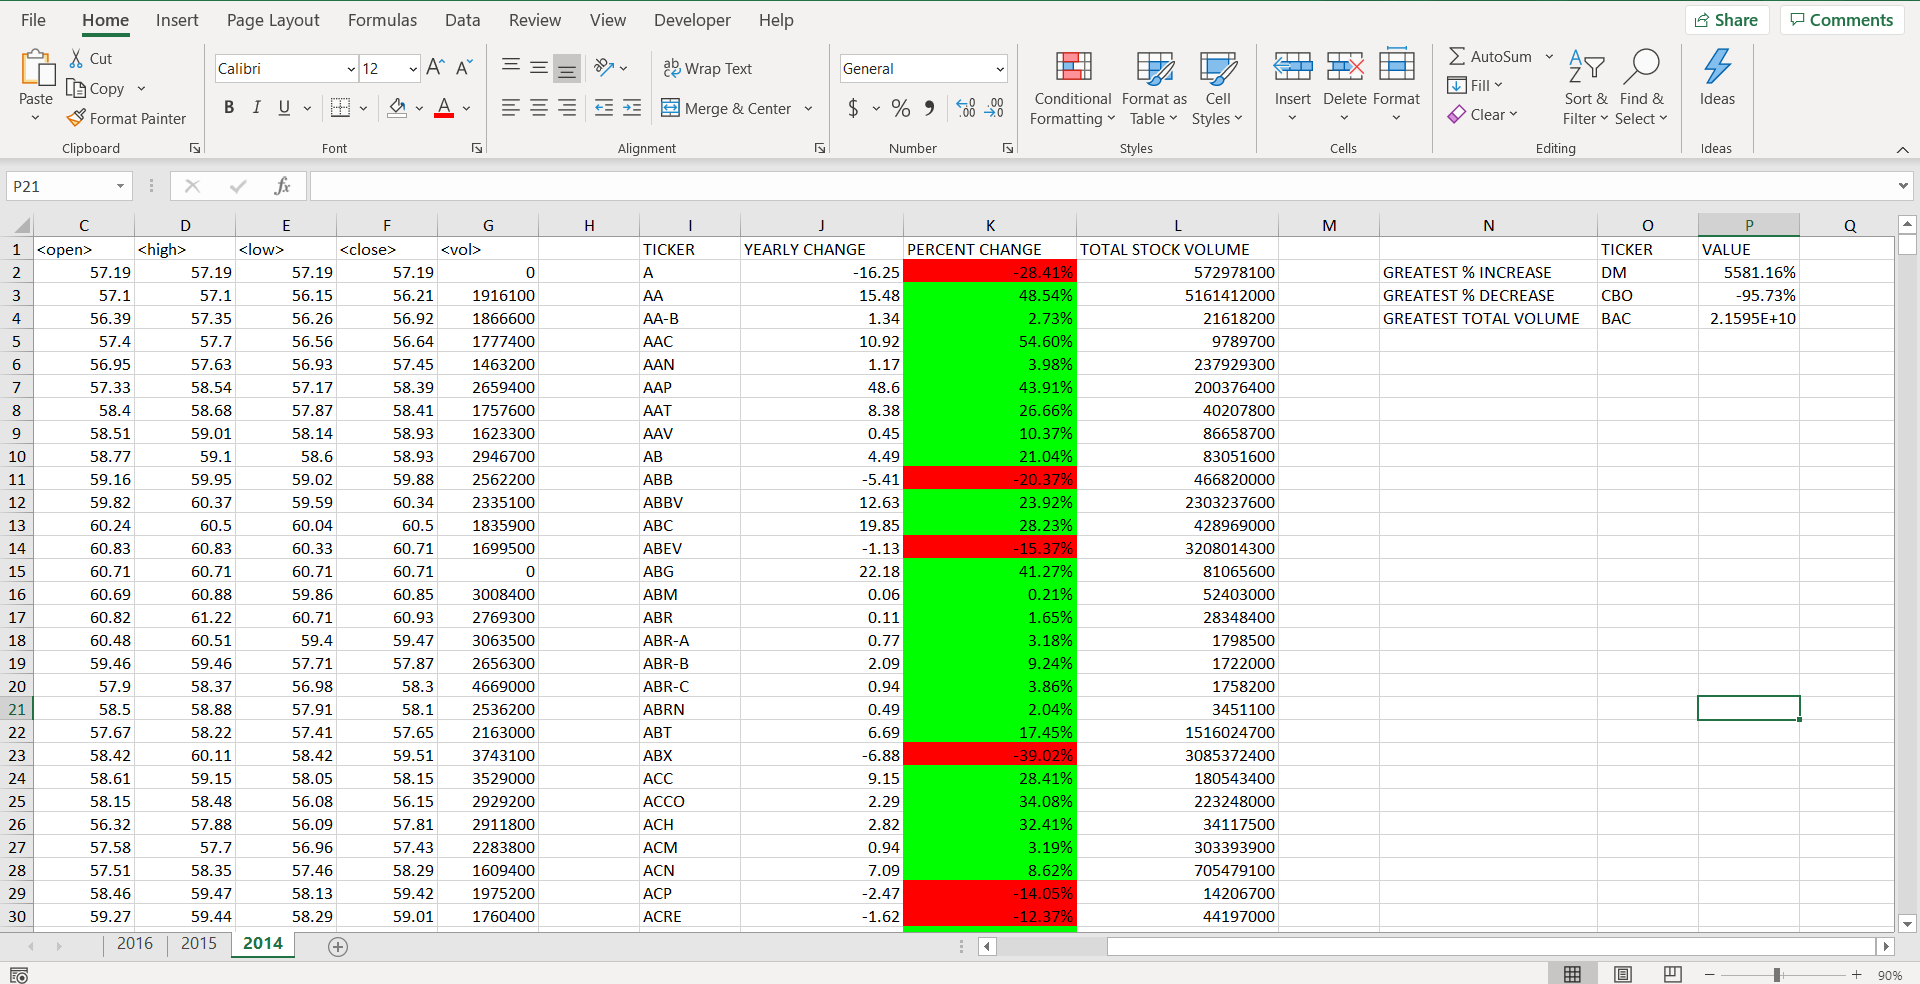 File Home Insert Page Layout Formulas Data Review View Developer Help Share Comments
Paste Cut Copy Format Painter Clipboard
Calibri 12 B I U A Font
ab Wrap Text Merge & Center Alignment
General $ % Number
Conditional Formatting Format as Table Cell Styles Styles
Insert Delete Format Cells
AutoSum Fill Clear Sort & Filter Find & Select Editing
Ideas Ideas
P21 fx
C D E F G H I J K L M N O P Q
1 <open> <high> <low> <close> <vol> TICKER YEARLY CHANGE PERCENT CHANGE TOTAL STOCK VOLUME TICKER VALUE
2 57.19 57.19 57.19 57.19 0 A -16.25 -28.41% 572978100 GREATEST % INCREASE DM 5581.16%
3 57.1 57.1 56.15 56.21 1916100 AA 15.48 48.54% 5161412000 GREATEST % DECREASE CBO -95.73%
4 56.39 57.35 56.26 56.92 1866600 AA-B 1.34 2.73% 21618200 GREATEST TOTAL VOLUME BAC 2.1595E+10
5 57.4 57.7 56.56 56.64 1777400 AAC 10.92 54.60% 9789700
6 56.95 57.63 56.93 57.45 1463200 AAN 1.17 3.98% 237929300
7 57.33 58.54 57.17 58.39 2659400 AAP 48.6 43.91% 200376400
8 58.4 58.68 57.87 58.41 1757600 AAT 8.38 26.66% 40207800
9 58.51 59.01 58.14 58.93 1623300 AAV 0.45 10.37% 86658700
10 58.77 59.1 58.6 58.93 2946700 AB 4.49 21.04% 83051600
11 59.16 59.95 59.02 59.88 2562200 ABB -5.41 -20.37% 466820000
12 59.82 60.37 59.59 60.34 2335100 ABBV 12.63 23.92% 2303237600
13 60.24 60.5 60.04 60.5 1835900 ABC 19.85 28.23% 428969000
14 60.83 60.83 60.33 60.71 1699500 ABEV -1.13 -15.37% 3208014300
15 60.71 60.71 60.71 60.71 0 ABG 22.18 41.27% 81065600
16 60.69 60.88 59.86 60.85 3008400 ABM 0.06 0.21% 52403000
17 60.82 61.22 60.71 60.93 2769300 ABR 0.11 1.65% 28348400
18 60.48 60.51 59.4 59.47 3063500 ABR-A 0.77 3.18% 1798500
19 59.46 59.46 57.71 57.87 2656300 ABR-B 2.09 9.24% 1722000
20 57.9 58.37 56.98 58.3 4669000 ABR-C 0.94 3.86% 1758200
21 58.5 58.88 57.91 58.1 2536200 ABRN 0.49 2.04% 3451100
22 57.67 58.22 57.41 57.65 2163000 ABT 6.69 17.45% 1516024700
23 58.42 60.11 58.42 59.51 3743100 ABX -6.88 -39.02% 3085372400
24 58.61 59.15 58.05 58.15 3529000 ACC 9.15 28.41% 180543400
25 58.15 58.48 56.08 56.15 2929200 ACCO 2.29 34.08% 223248000
26 56.32 57.88 56.09 57.81 2911800 ACH 2.82 32.41% 34117500
27 57.58 57.7 56.96 57.43 2283800 ACM 0.94 3.19% 303393900
28 57.51 58.35 57.46 58.29 1609400 ACN 7.09 8.62% 705479100
29 58.46 59.47 58.13 59.42 1975200 ACP -2.47 -14.05% 14206700
30 59.27 59.44 58.29 59.01 1760400 ACRE -1.62 -12.37% 44197000
2016 2015 2014
90%